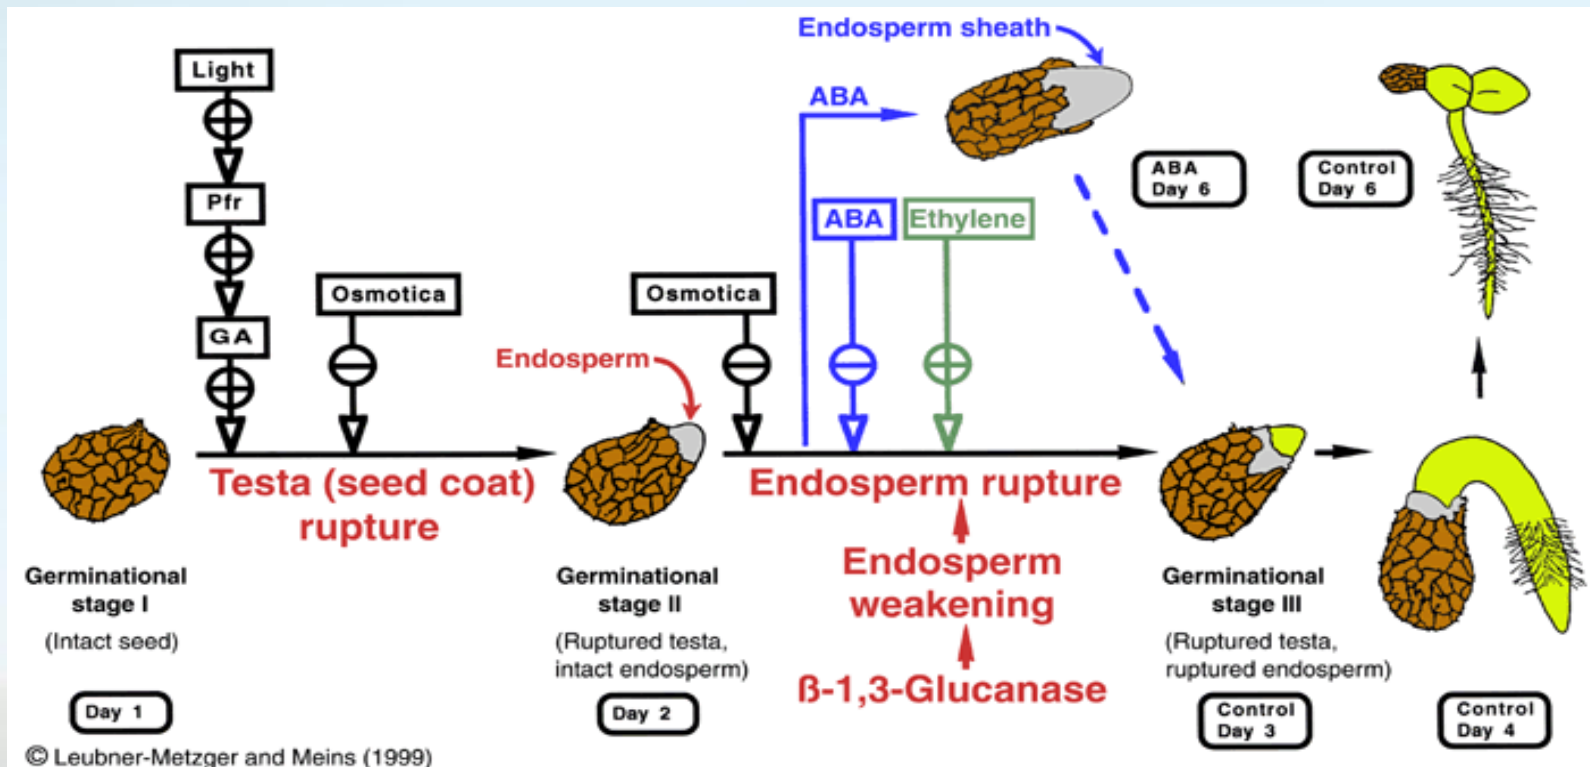 Endosperm sheath
Light
ABA
ABA
Day 6
Control
Day 6
Pfr
ABA
Ethylene
Osmotica
Osmotica
GA
Endosperm
Testa (seed coat)
rupture
Endosperm rupture
Endosperm
weakening
ß-1,3-Glucanase
Germinational
stage I
(Intact seed)
Day 1
Germinational
stage II
(Ruptured testa,
intact endosperm)
Day 2
Germinational
stage III
(Ruptured testa,
ruptured endosperm)
Control
Day 3
Control
Day 4
© Leubner-Metzger and Meins (1999)